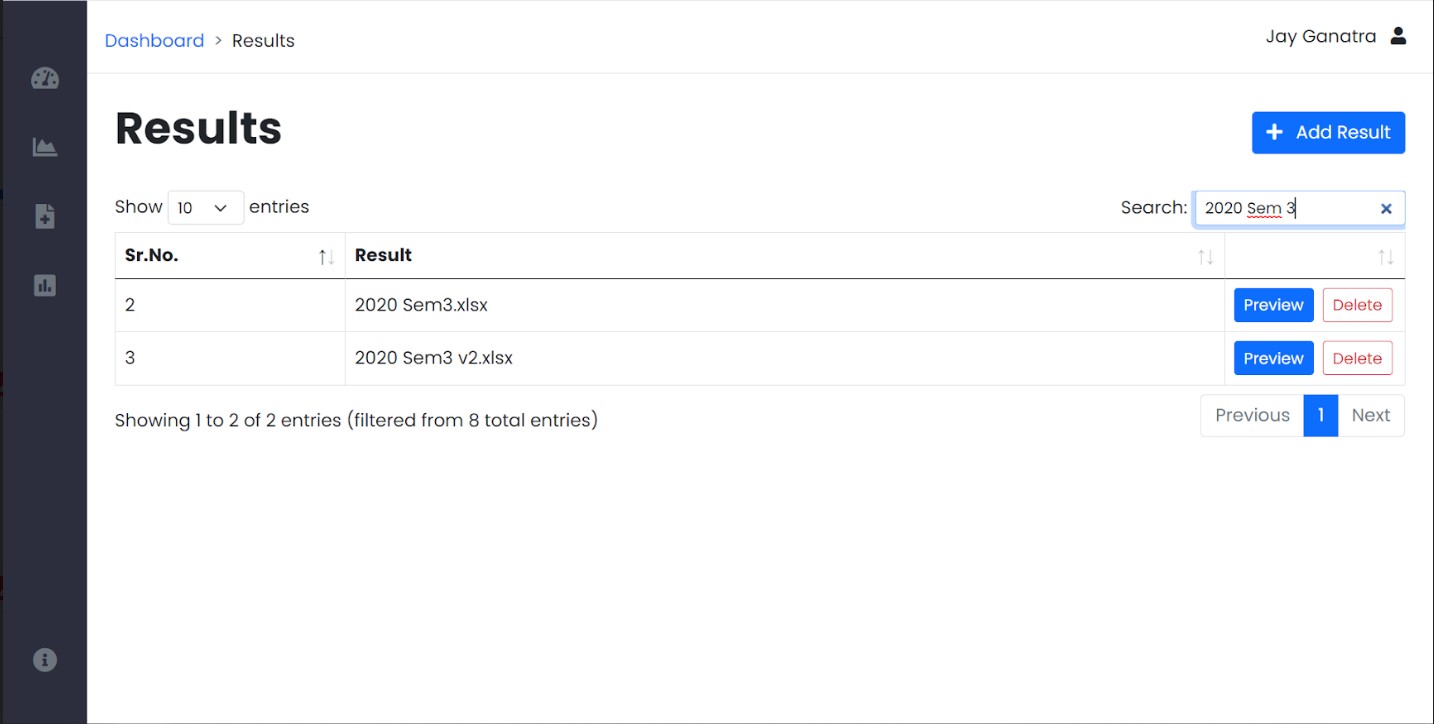 Dashboard > Results
Jay Ganatra
Results
+ Add Result
Show 10 entries
Search: 2020 Sem 3
Sr.No. Result
2 2020 Sem3.xlsx Preview Delete
3 2020 Sem3 v2.xlsx Preview Delete
Showing 1 to 2 of 2 entries (filtered from 8 total entries)
Previous 1 Next